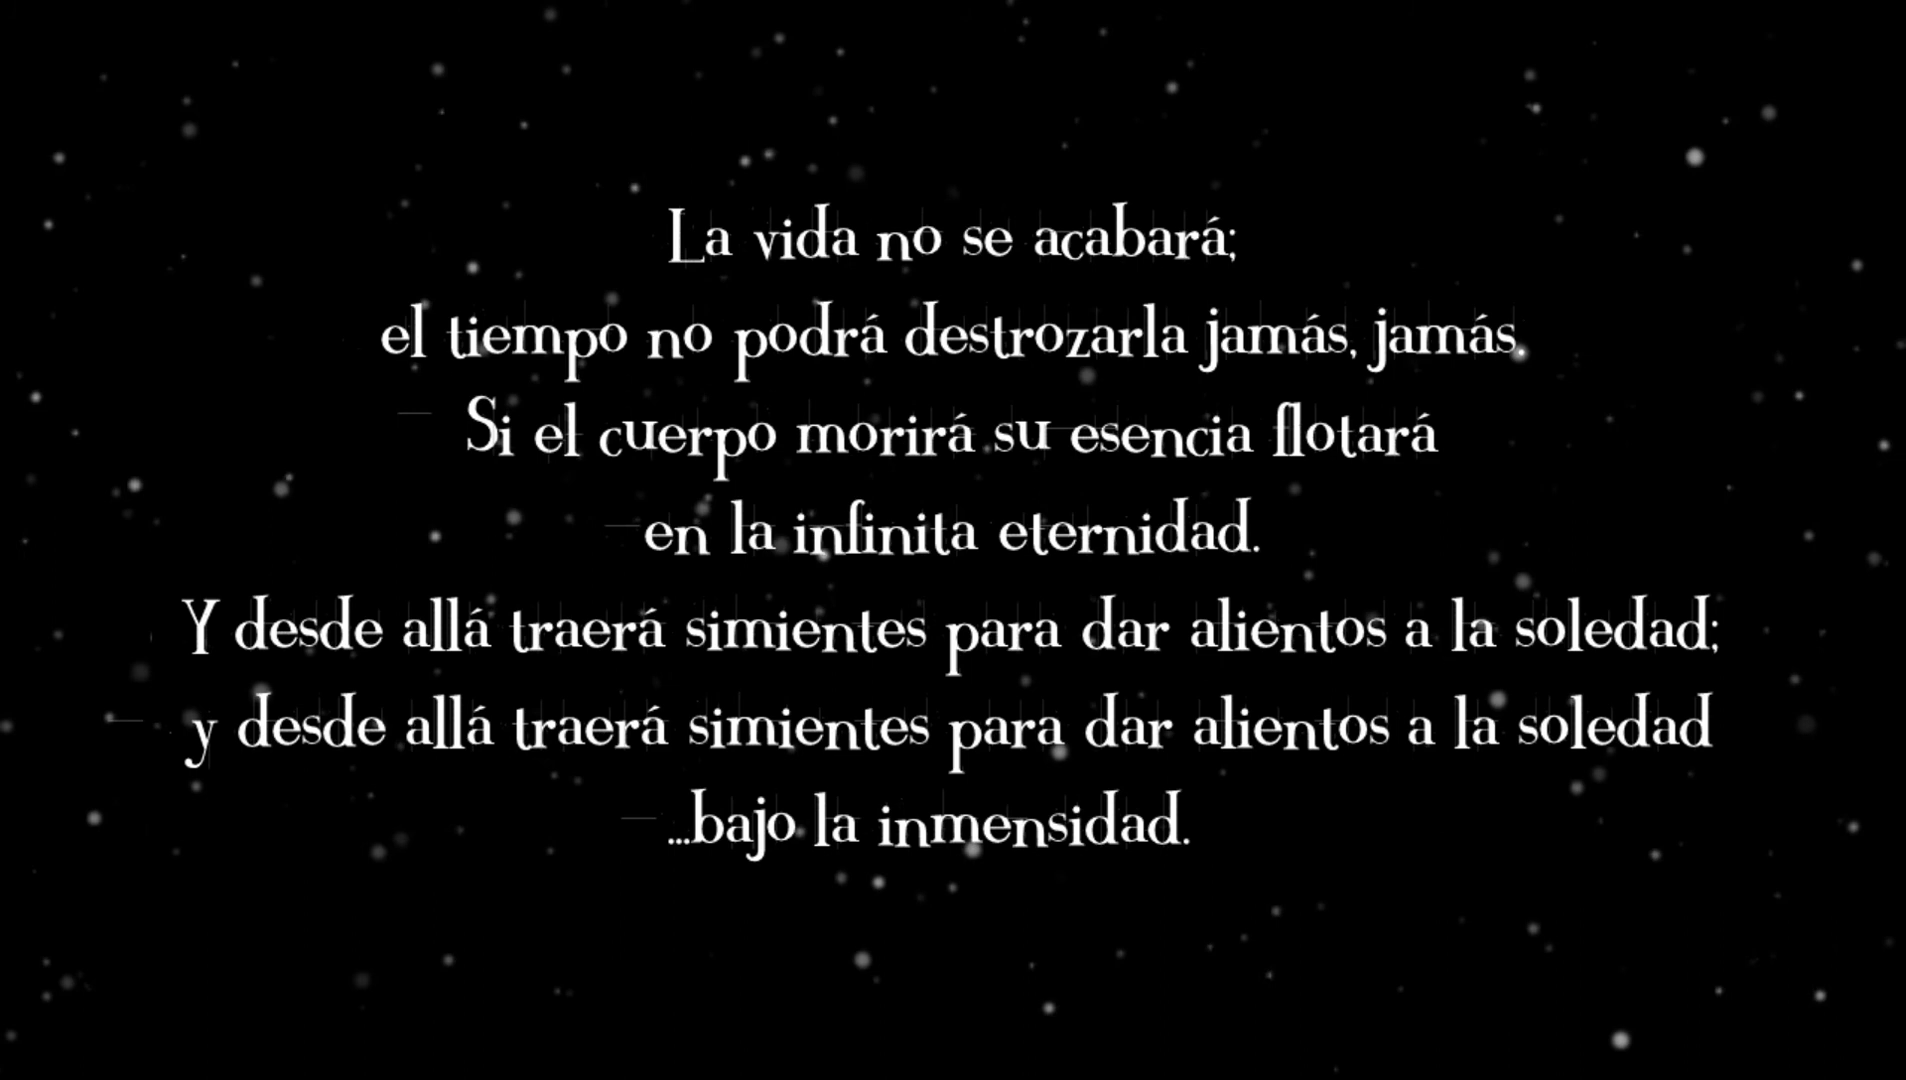 La vida no se acabará;
el tiempo no podrá destrozarla jamás, jamás.
Si el cuerpo morirá su esencia flotará
en la infinita eternidad.
Y desde allá traerá simientes para dar alientos a la soledad;
y desde allá traerá simientes para dar alientos a la soledad
...bajo la inmensidad.